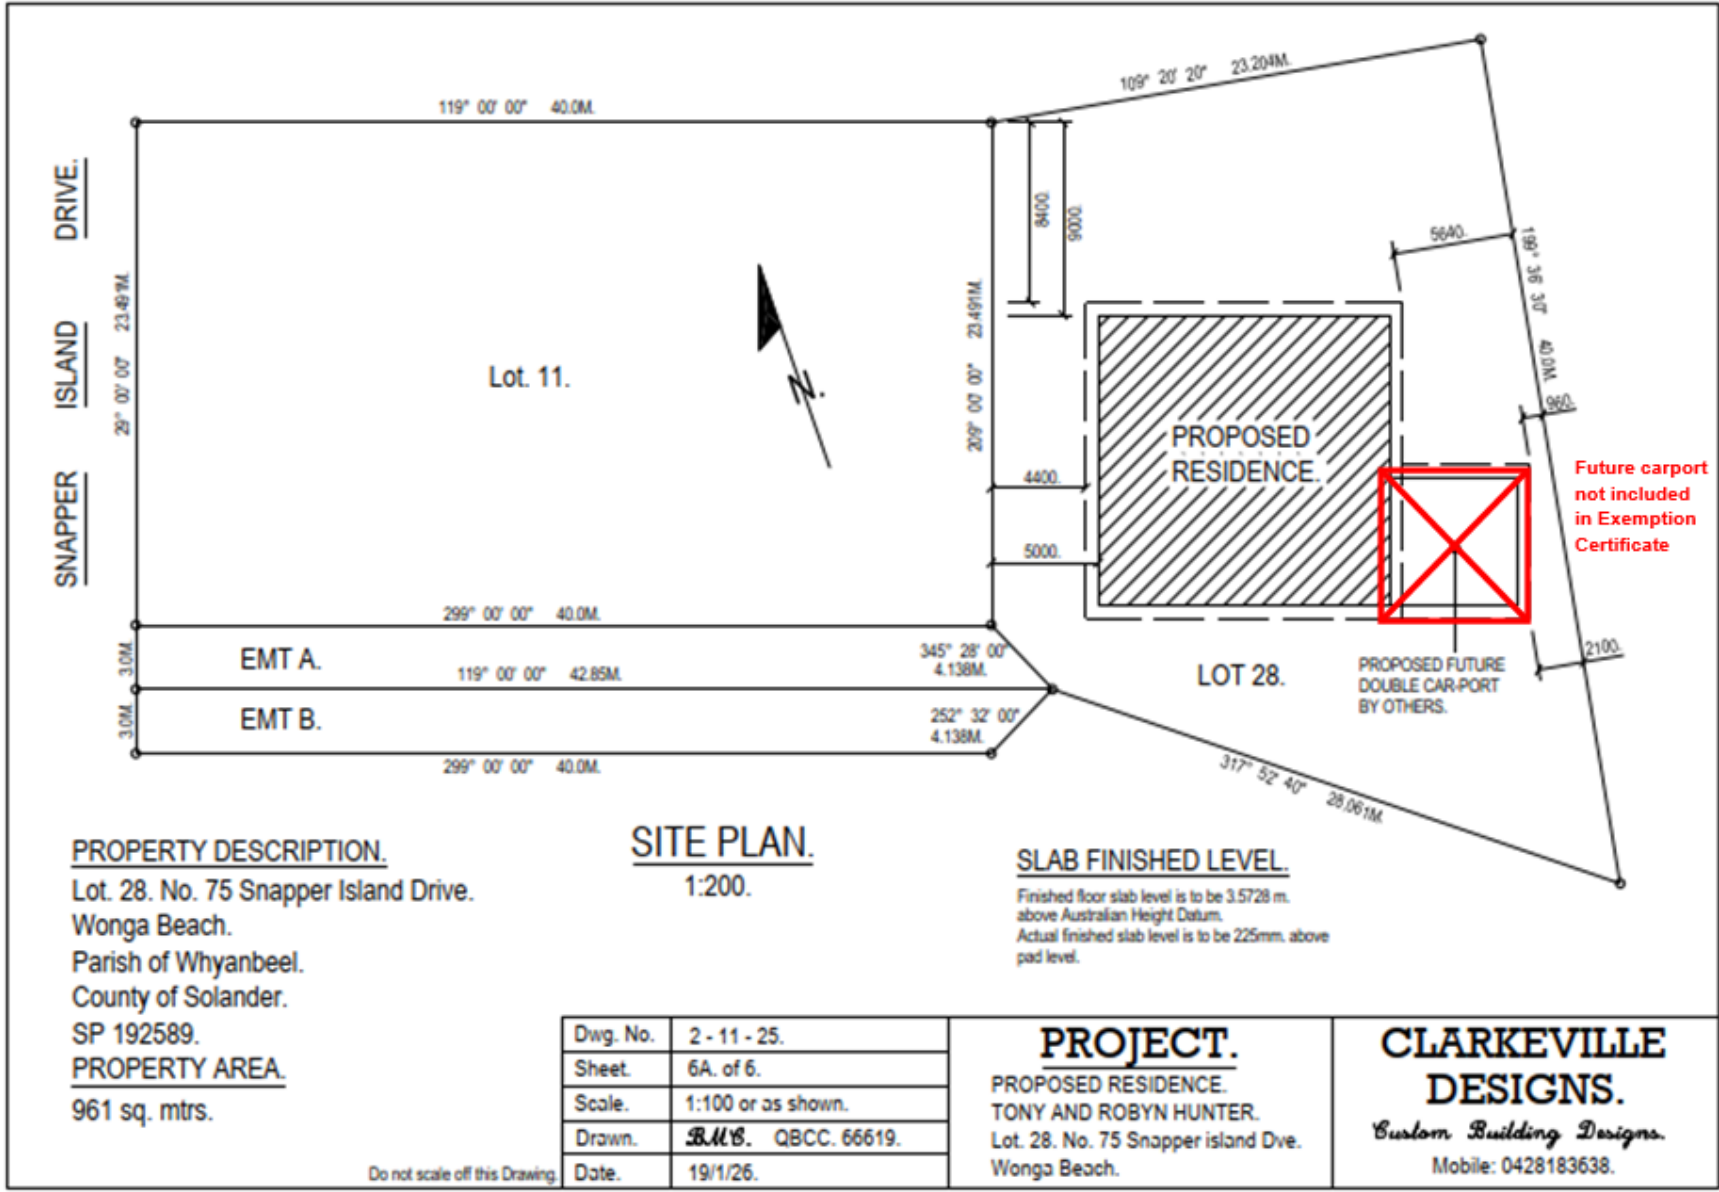 109° 20' 20" 23.204M.
119° 00' 00" 40.0M.
SNAPPER ISLAND DRIVE.
29° 00' 00" 23.491M.
Lot. 11.
N.
209° 00' 00" 23.491M.
8400.
9000.
5640.
199° 36' 30" 40.0M.
960.
PROPOSED
RESIDENCE.
4400.
5000.
Future carport
not included
in Exemption
Certificate
299° 00' 00" 40.0M.
3.0M.
EMT A.
345° 28' 00"
4.138M.
119° 00' 00" 42.85M.
3.0M.
EMT B.
252° 32' 00"
4.138M.
299° 00' 00" 40.0M.
LOT 28.
2100.
PROPOSED FUTURE
DOUBLE CAR-PORT
BY OTHERS.
317° 52' 40" 28.061M.
PROPERTY DESCRIPTION.
Lot. 28. No. 75 Snapper Island Drive.
Wonga Beach.
Parish of Whyanbeel.
County of Solander.
SP 192589.
PROPERTY AREA.
961 sq. mtrs.
SITE PLAN.
1:200.
SLAB FINISHED LEVEL.
Finished floor slab level is to be 3.5728 m.
above Australian Height Datum.
Actual finished slab level is to be 225mm. above
pad level.
Do not scale off this Drawing.
Dwg. No. 2 - 11 - 25.
Sheet. 6A. of 6.
Scale. 1:100 or as shown.
Drawn. BMC. QBCC. 66619.
Date. 19/1/26.
PROJECT.
PROPOSED RESIDENCE.
TONY AND ROBYN HUNTER.
Lot. 28. No. 75 Snapper island Dve.
Wonga Beach.
CLARKEVILLE
DESIGNS.
Custom Building Designs.
Mobile: 0428183638.